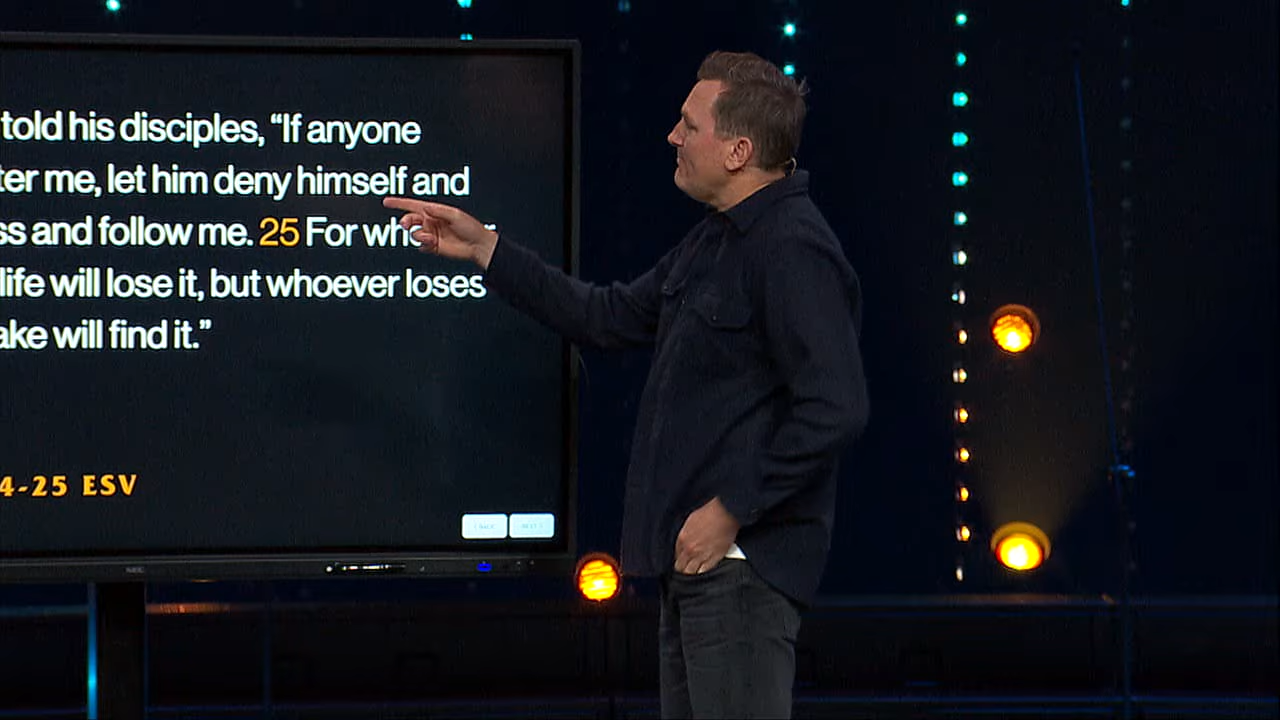 told his disciples, “If anyone
ter me, let him deny himself and
ss and follow me. 25 For who
life will lose it, but whoever loses
ake will find it.”
4-25 ESV
NEC